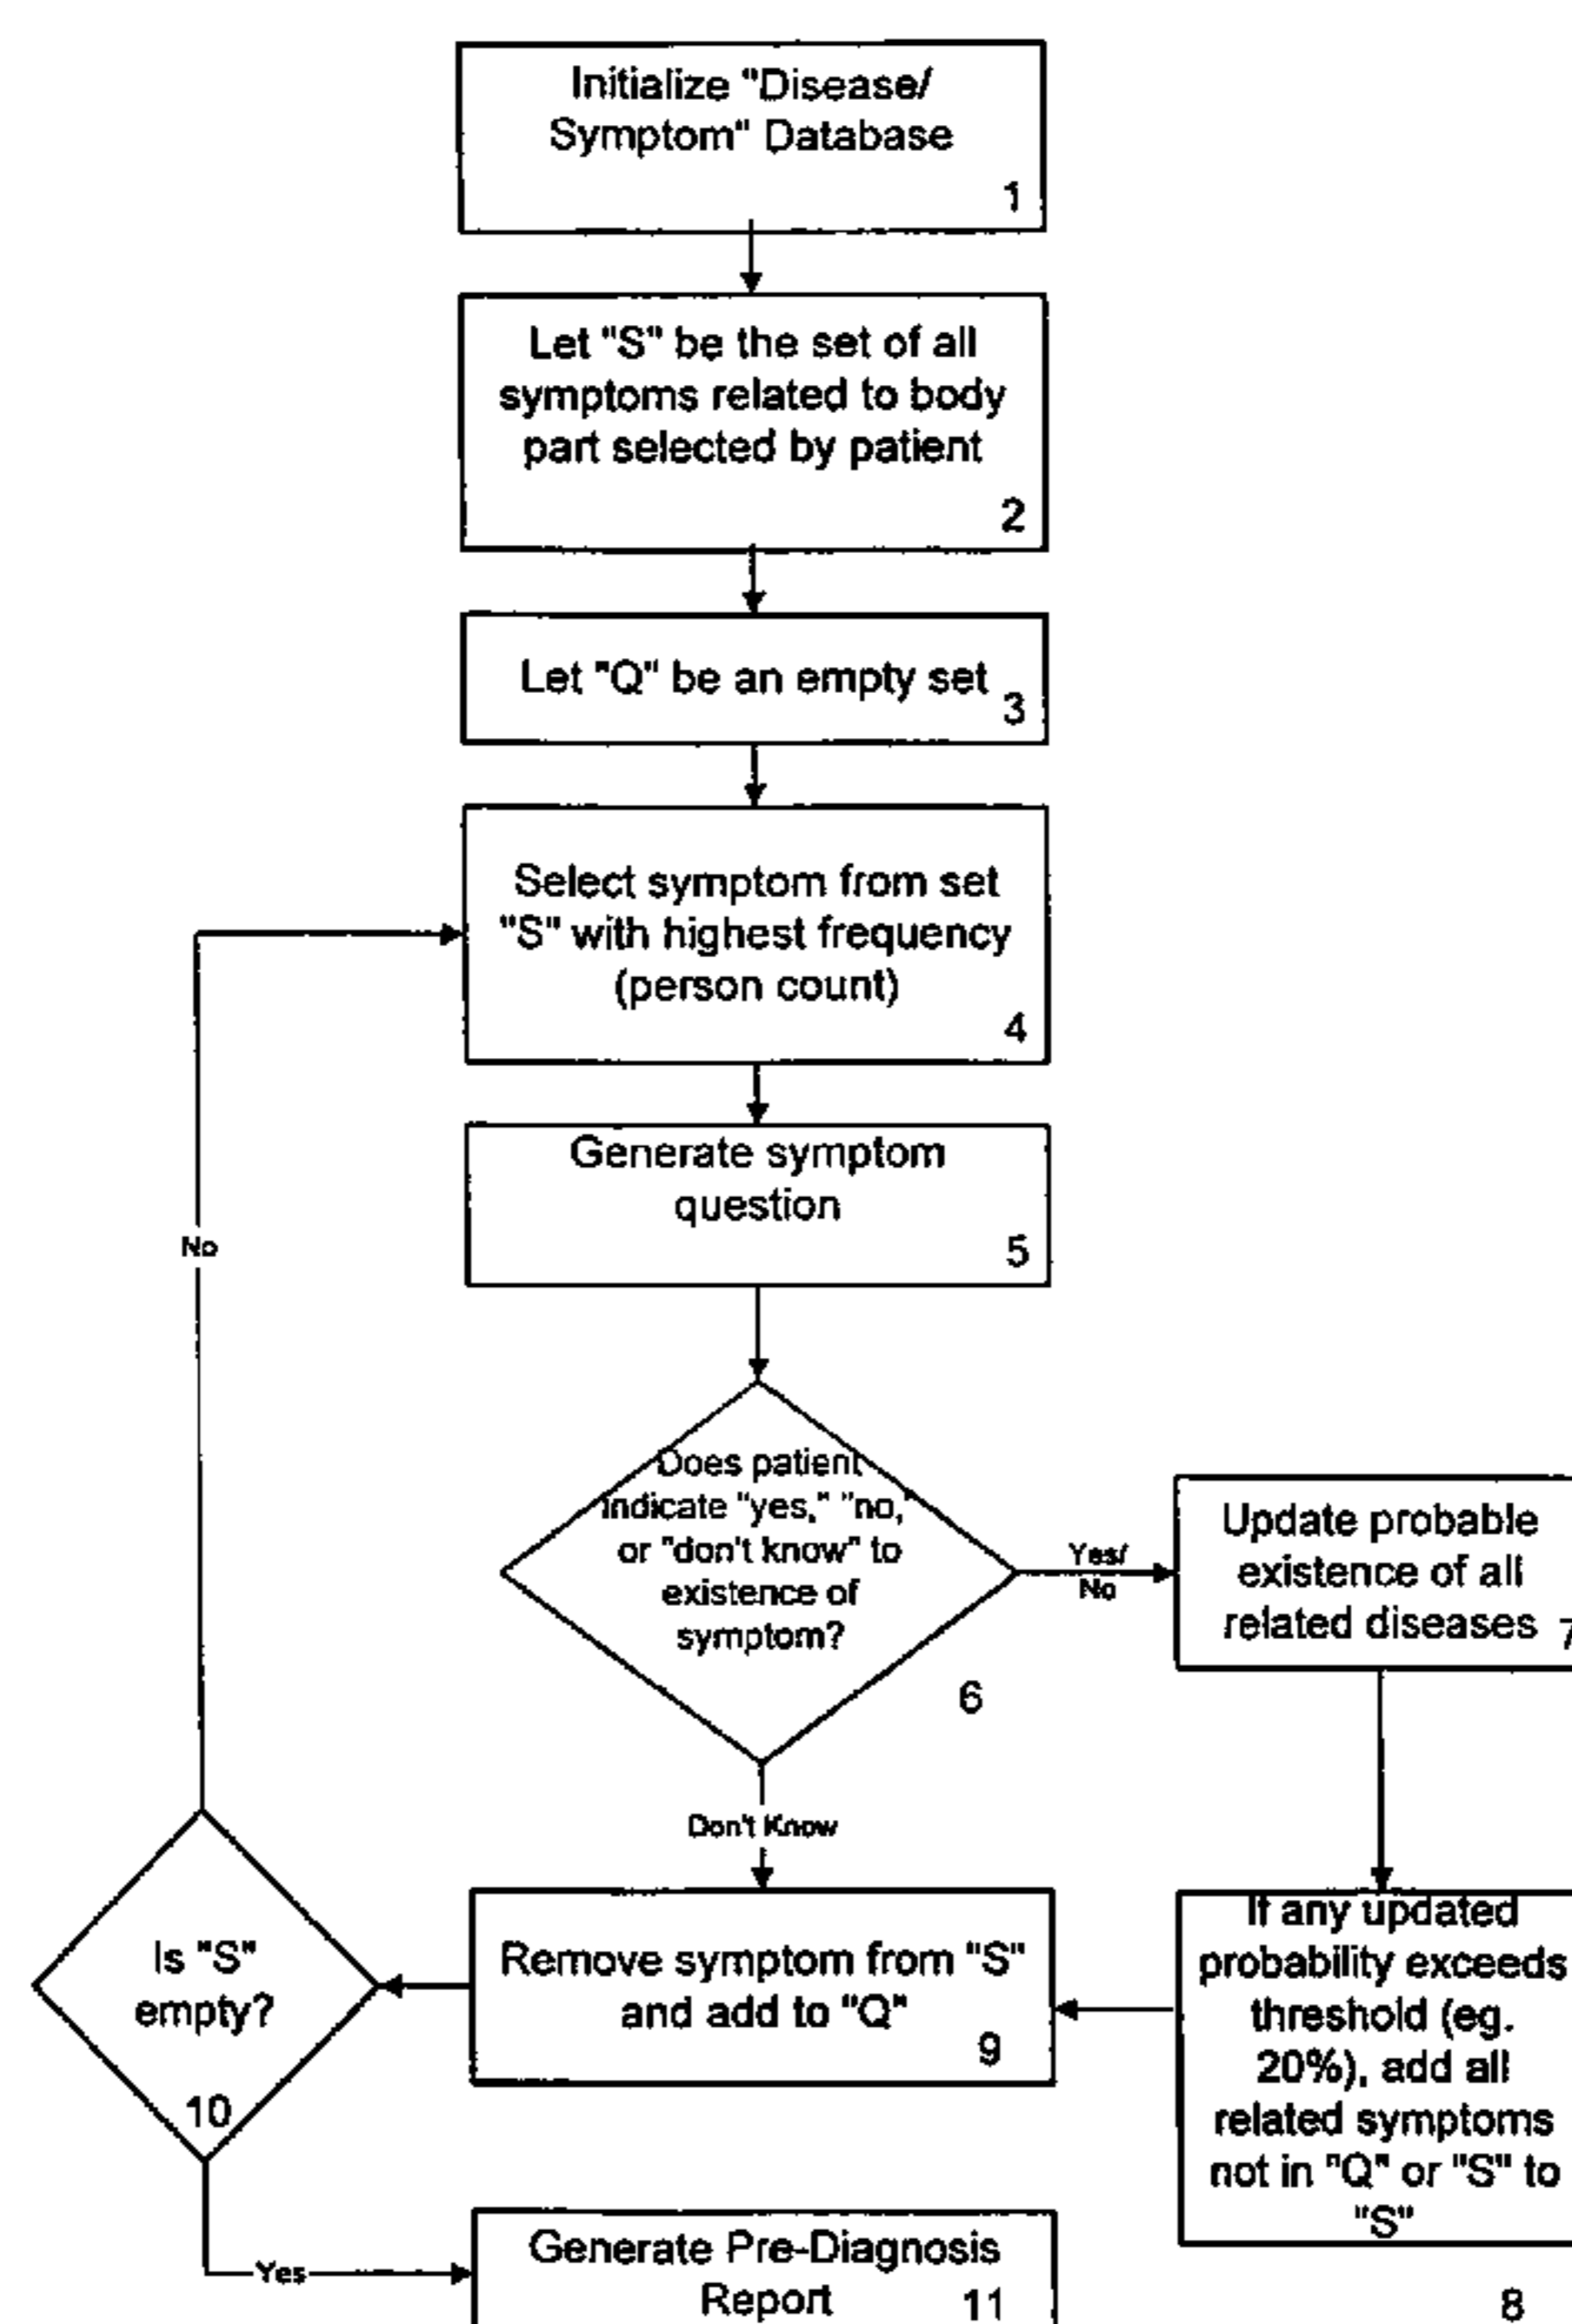 Initialize "Disease/
Symptom" Database
1
Let "S" be the set of all
symptoms related to body
part selected by patient
2
Let "Q" be an empty set
3
Select symptom from set
"S" with highest frequency
(person count)
4
Generate symptom
question
5
No
Does patient
indicate "yes," "no,"
or "don't know" to
existence of
symptom?
6
Yes/
No
Update probable
existence of all
related diseases
7
Don't Know
If any updated
probability exceeds
threshold (eg.
20%), add all
related symptoms
not in "Q" or "S" to
"S"
8
Remove symptom from "S"
and add to "Q"
9
Is "S"
empty?
10
Yes
Generate Pre-Diagnosis
Report
11